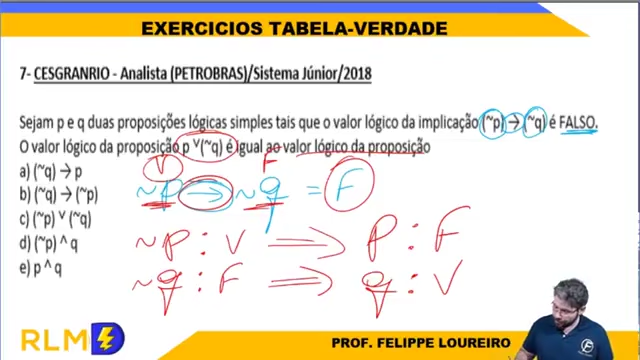 EXERCICIOS TABELA-VERDADE
7- CESGRANRIO - Analista (PETROBRAS)/Sistema Júnior/2018
Sejam p e q duas proposições lógicas simples tais que o valor lógico da implicação (~p) → (~q) é FALSO.
O valor lógico da proposição p ∨ (~q) é igual ao valor lógico da proposição
a) (~q) → p
b) (~q) → (~p)
c) (~p) ∨ (~q)
d) (~p) ^ q
e) p ^ q
V F
~p → ~q = F
~p : V ⟹ p : F
~q : F ⟹ q : V
RLM
PROF. FELIPPE LOUREIRO